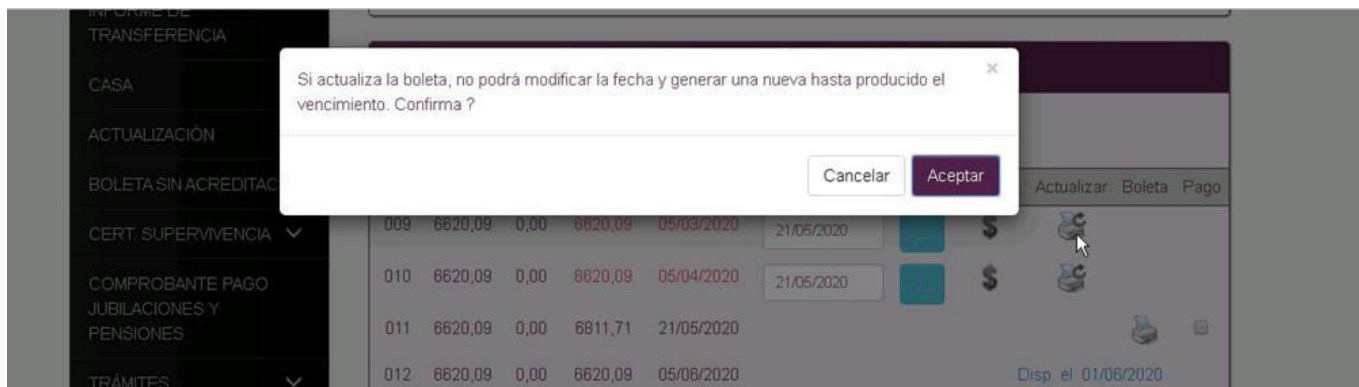 INFORME DE
TRANSFERENCIA
CASA
ACTUALIZACIÓN
BOLETA SIN ACREDITAC
CERT. SUPERVIVENCIA
COMPROBANTE PAGO
JUBILACIONES Y
PENSIONES
TRÁMITES
Si actualiza la boleta, no podrá modificar la fecha y generar una nueva hasta producido el
vencimiento. Confirma ?
×
Cancelar Aceptar
Actualizar Boleta Pago
009 6620,09 0,00 6620,09 05/03/2020 21/05/2020 ... $
010 6620,09 0,00 6620,09 05/04/2020 21/05/2020 ... $
011 6620,09 0,00 6811,71 21/05/2020
012 6620,09 0,00 6620,09 05/06/2020 Disp. el 01/06/2020